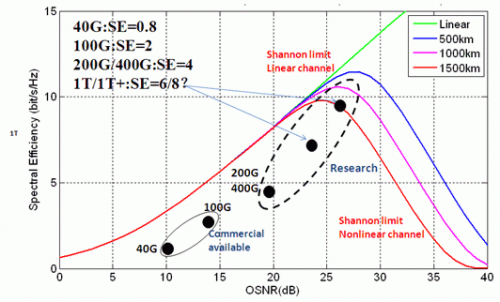 40G:SE=0.8
100G:SE=2
200G/400G:SE=4
1T/1T+:SE=6/8?
Shannon limit
Linear channel
Linear
500km
1000km
1500km
15
10
5
0
Spectral Efficiency (bit/s/Hz)
1T
200G
400G
Research
100G
40G
Commercial
available
Shannon limit
Nonlinear channel
0 5 10 15 20 25 30 35 40
OSNR(dB)